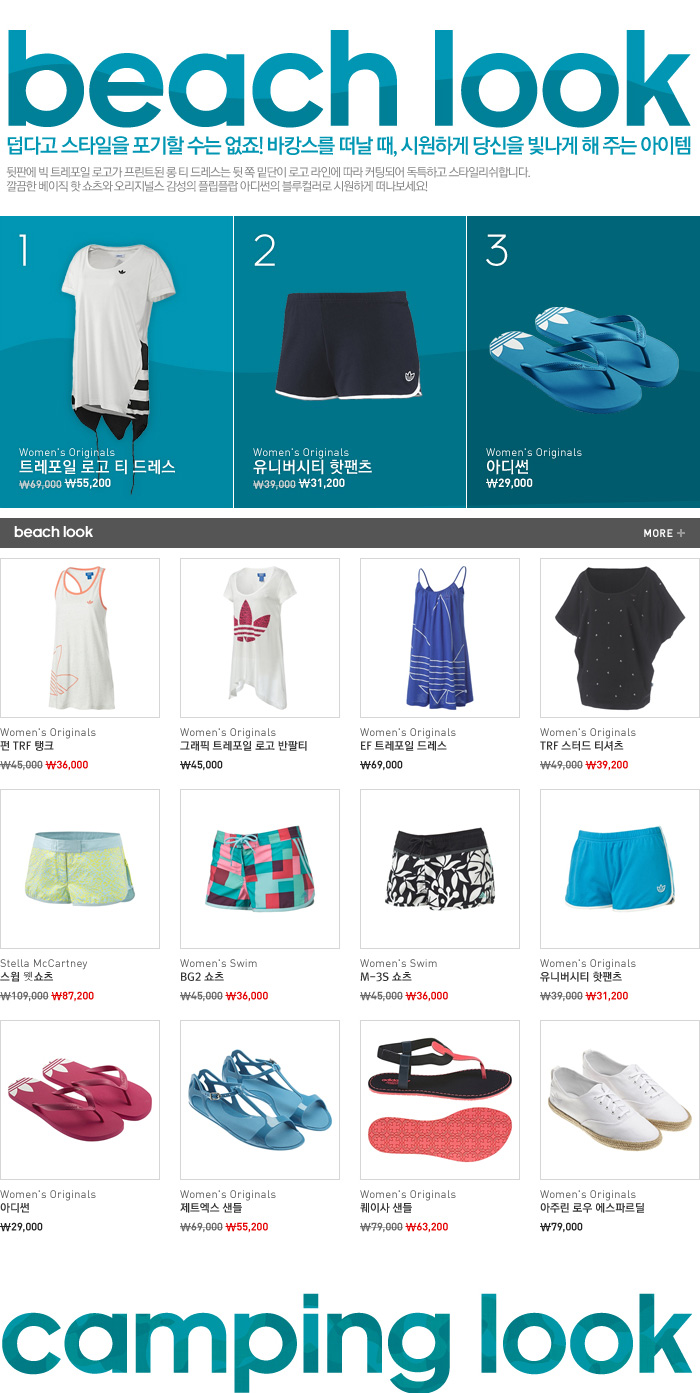 beach look
덥다고 스타일을 포기할 수는 없죠! 바캉스를 떠날 때, 시원하게 당신을 빛나게 해 주는 아이템
뒷판에 빅 트레포일 로고가 프린트된 롱 티 드레스는 뒷 쪽 밑단이 로고 라인에 따라 커팅되어 독특하고 스타일리쉬합니다.
깔끔한 베이직 핫 쇼츠와 오리지널스 감성의 플립플랍 아디썬의 블루컬러로 시원하게 떠나보세요!
1
Women's Originals
트레포일 로고 티 드레스
₩69,000 ₩55,200
2
Women's Originals
유니버시티 핫팬츠
₩39,000 ₩31,200
3
Women's Originals
아디썬
₩29,000
beach look
MORE +
Women's Originals
펀 TRF 탱크
₩45,000 ₩36,000
Women's Originals
그래픽 트레포일 로고 반팔티
₩45,000
Women's Originals
EF 트레포일 드레스
₩69,000
Women's Originals
TRF 스터드 티셔츠
₩49,000 ₩39,200
Stella McCartney
스윔 웻쇼츠
₩109,000 ₩87,200
Women's Swim
BG2 쇼츠
₩45,000 ₩36,000
Women's Swim
M-3S 쇼츠
₩45,000 ₩36,000
Women's Originals
유니버시티 핫팬츠
₩39,000 ₩31,200
Women's Originals
아디썬
₩29,000
Women's Originals
제트엑스 샌들
₩69,000 ₩55,200
Women's Originals
퀘이사 샌들
₩79,000 ₩63,200
Women's Originals
아주린 로우 에스파르딜
₩79,000
camping look